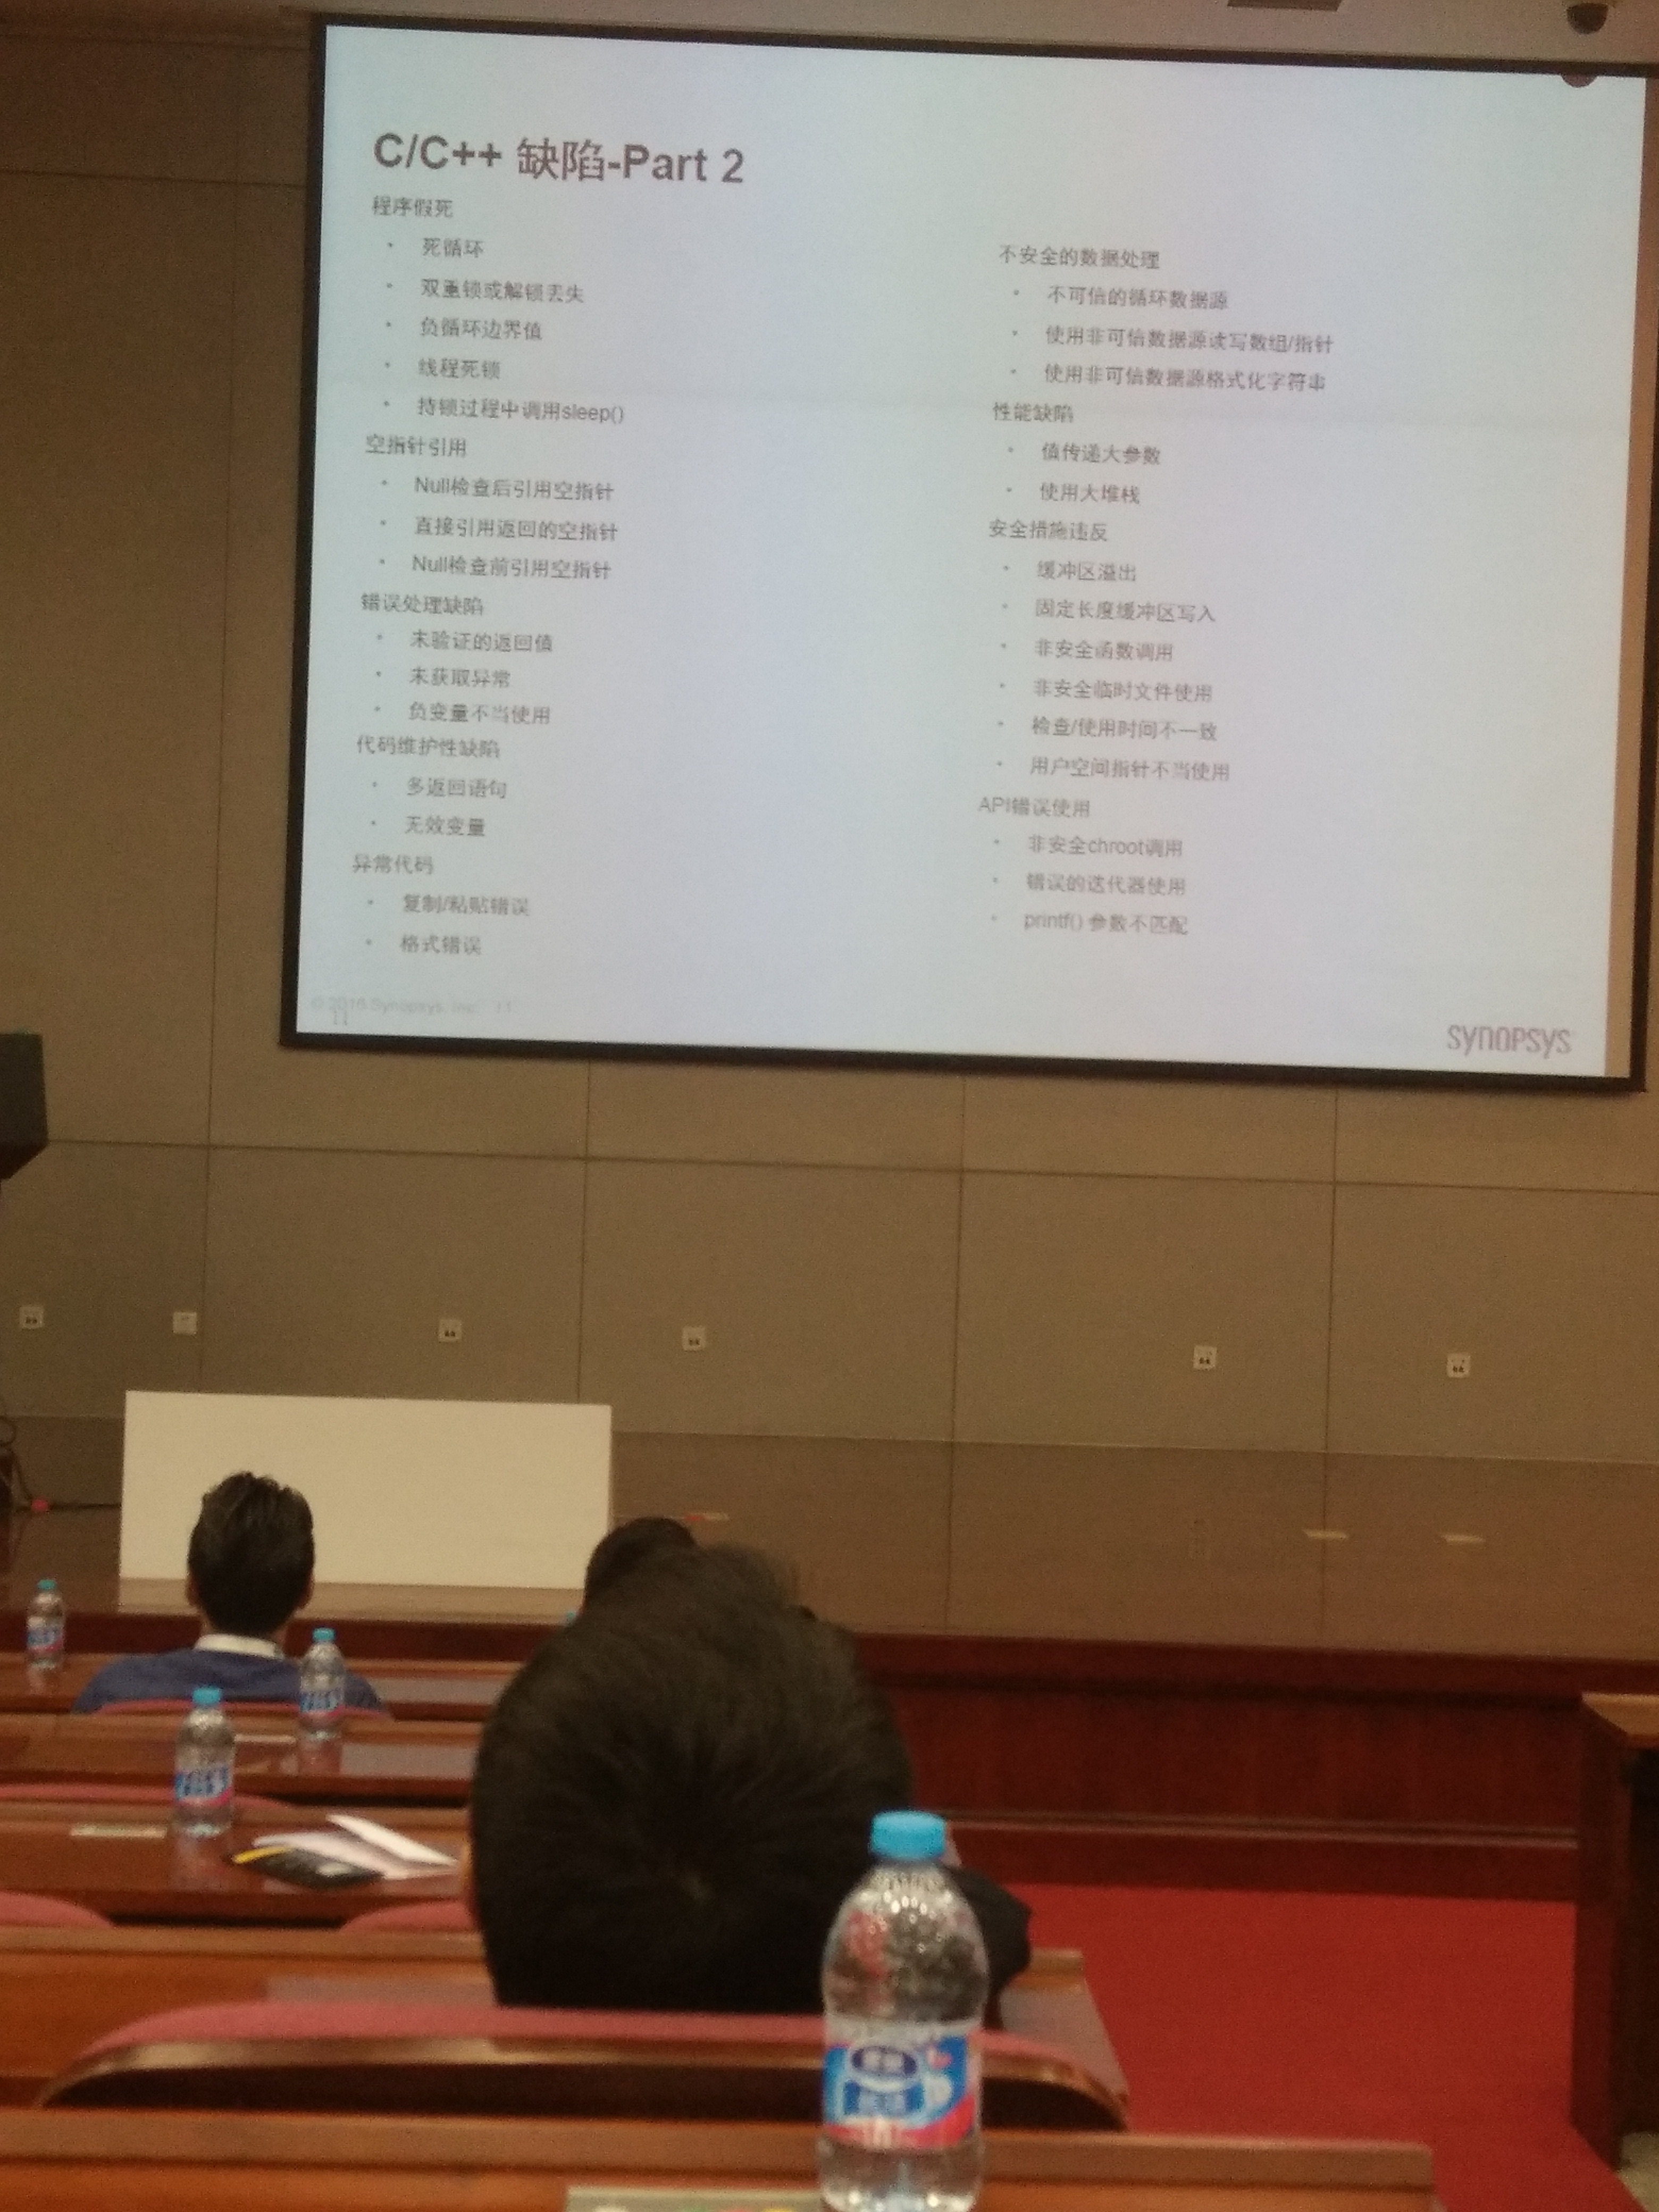 C/C++ 缺陷-Part 2
程序假死
• 死循环
• 双重锁或解锁丢失
• 负循环边界值
• 线程死锁
• 持锁过程中调用sleep()
空指针引用
• Null检查后引用空指针
• 直接引用返回的空指针
• Null检查前引用空指针
错误处理缺陷
• 未验证的返回值
• 未获取异常
• 负变量不当使用
代码维护性缺陷
• 多返回语句
• 无效变量
异常代码
• 复制/粘贴错误
• 格式错误
不安全的数据处理
• 不可信的循环数据源
• 使用非可信数据源读写数组/指针
• 使用非可信数据源格式化字符串
性能缺陷
• 值传递大参数
• 使用大堆栈
安全措施违反
• 缓冲区溢出
• 固定长度缓冲区写入
• 非安全函数调用
• 非安全临时文件使用
• 检查/使用时间不一致
• 用户空间指针不当使用
API错误使用
• 非安全chroot调用
• 错误的迭代器使用
• printf() 参数不匹配
© 2016 Synopsys, Inc. 11
11
SYNOPSYS